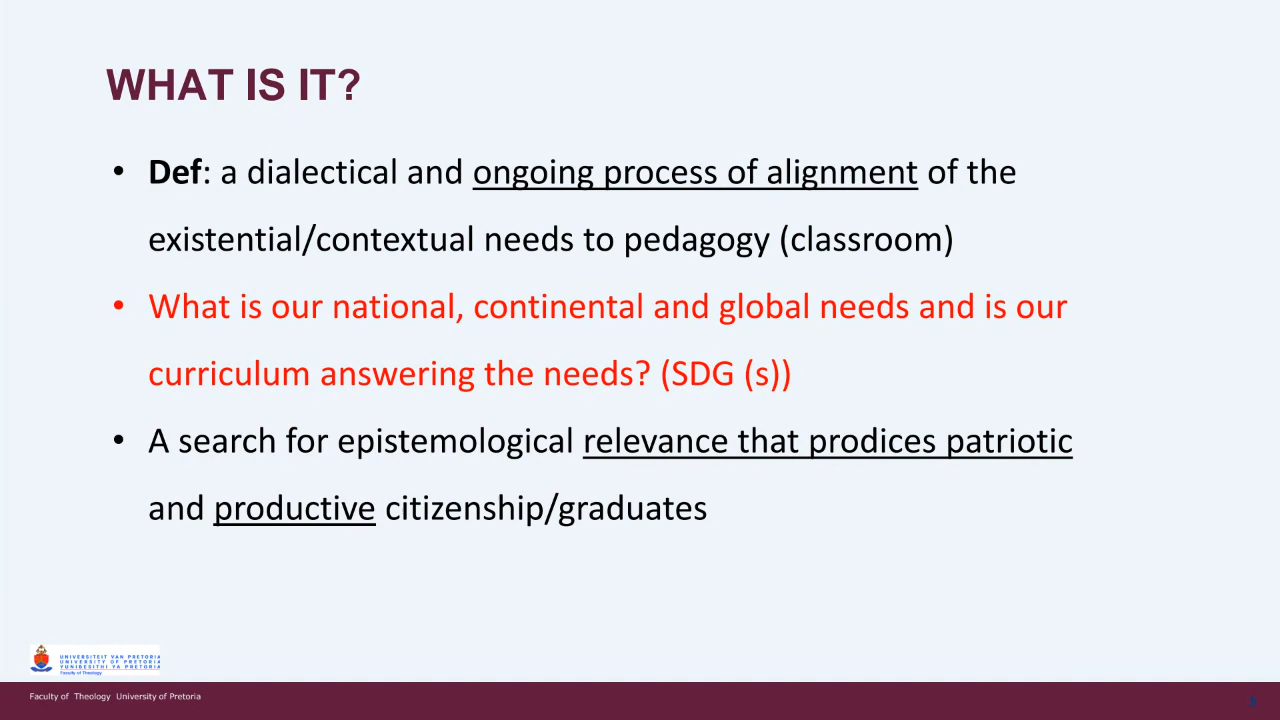 WHAT IS IT?
• Def: a dialectical and ongoing process of alignment of the
existential/contextual needs to pedagogy (classroom)
• What is our national, continental and global needs and is our
curriculum answering the needs? (SDG (s))
• A search for epistemological relevance that prodices patriotic
and productive citizenship/graduates
UNIVERSITEIT VAN PRETORIA
UNIVERSITY OF PRETORIA
YUNIBESITHI YA PRETORIA
Faculty of Theology
Faculty of Theology University of Pretoria